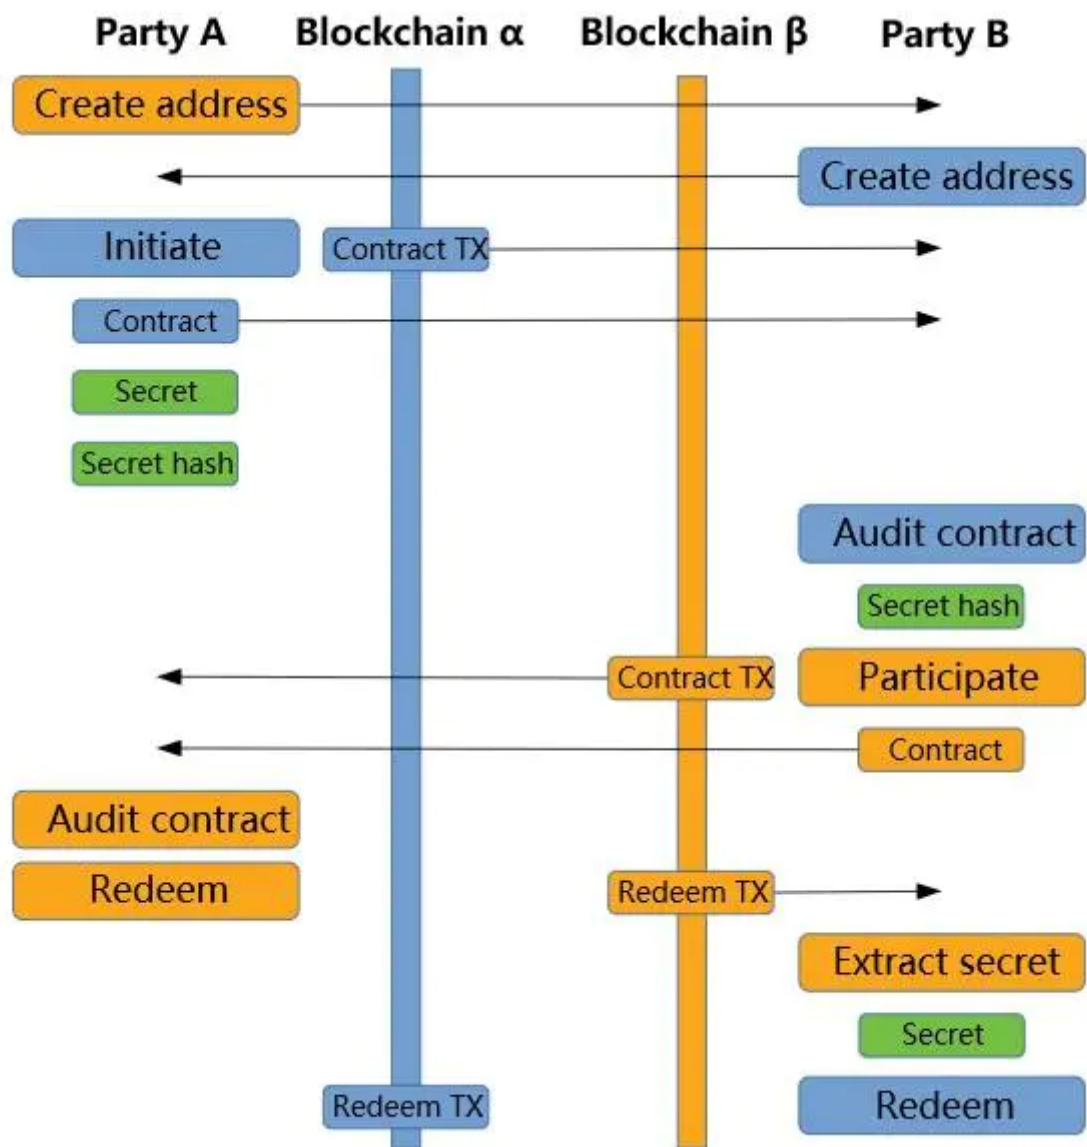 Party A Blockchain α Blockchain β Party B
Create address
Create address
Initiate Contract TX
Contract
Secret
Secret hash
Audit contract
Secret hash
Contract TX Participate
Contract
Audit contract
Redeem Redeem TX
Extract secret
Secret
Redeem TX Redeem